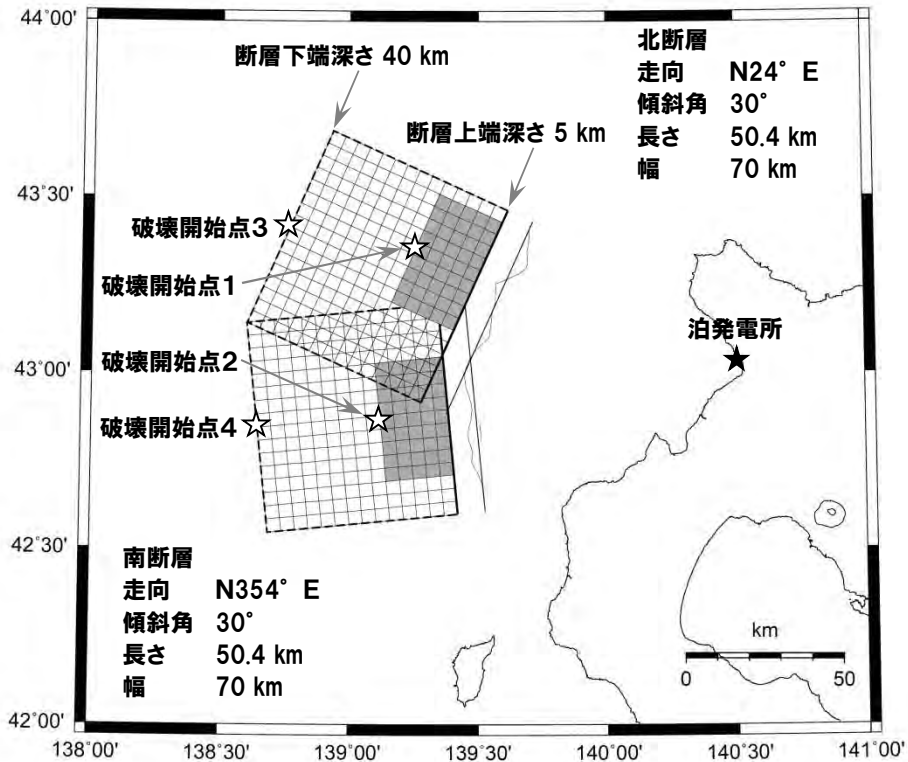 44°00'
43°30'
43°00'
42°30'
42°00'
138°00'
138°30'
139°00'
139°30'
140°00'
140°30'
141°00'
断層下端深さ 40 km
断層上端深さ 5 km
北断層
走向 N24° E
傾斜角 30°
長さ 50.4 km
幅 70 km
破壊開始点3
破壊開始点1
破壊開始点2
破壊開始点4
泊発電所
南断層
走向 N354° E
傾斜角 30°
長さ 50.4 km
幅 70 km
km
0 50